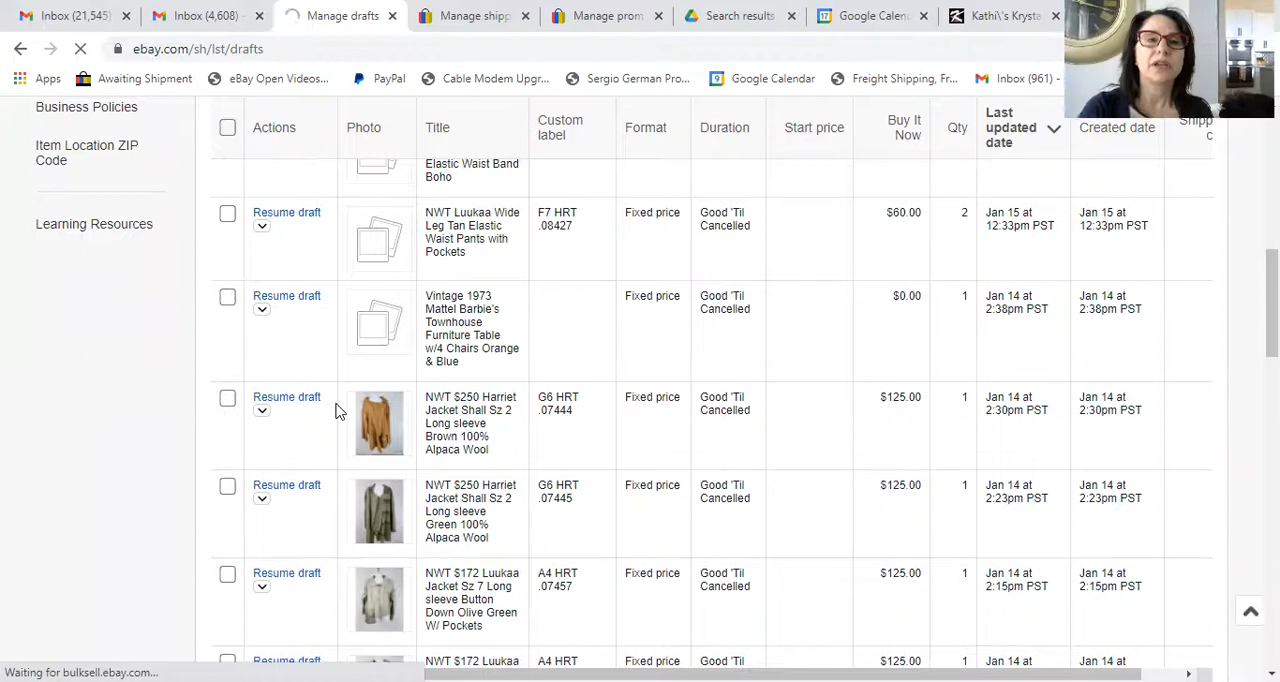 Inbox (21,545)
Inbox (4,608) -
Manage drafts
Manage shipp
Manage prom
Search results
Google Calen
Kathi\'s Krysta
ebay.com/sh/lst/drafts
Apps
Awaiting Shipment
eBay Open Videos...
PayPal
Cable Modem Upgr...
Sergio German Pro...
Google Calendar
Freight Shipping, Fr...
Inbox (961) -
Business Policies
Item Location ZIP
Code
Learning Resources
Actions
Photo
Title
Custom
label
Format
Duration
Start price
Buy It
Now
Qty
Last
updated
date
Created date
Elastic Waist Band
Boho
Resume draft
NWT Luukaa Wide
Leg Tan Elastic
Waist Pants with
Pockets
F7 HRT
.08427
Fixed price
Good 'Til
Cancelled
$60.00
2
Jan 15 at
12:33pm PST
Jan 15 at
12:33pm PST
Resume draft
Vintage 1973
Mattel Barbie's
Townhouse
Furniture Table
w/4 Chairs Orange
& Blue
Fixed price
Good 'Til
Cancelled
$0.00
1
Jan 14 at
2:38pm PST
Jan 14 at
2:38pm PST
Resume draft
NWT $250 Harriet
Jacket Shall Sz 2
Long sleeve
Brown 100%
Alpaca Wool
G6 HRT
.07444
Fixed price
Good 'Til
Cancelled
$125.00
1
Jan 14 at
2:30pm PST
Jan 14 at
2:30pm PST
Resume draft
NWT $250 Harriet
Jacket Shall Sz 2
Long sleeve
Green 100%
Alpaca Wool
G6 HRT
.07445
Fixed price
Good 'Til
Cancelled
$125.00
1
Jan 14 at
2:23pm PST
Jan 14 at
2:23pm PST
Resume draft
NWT $172 Luukaa
Jacket Sz 7 Long
sleeve Button
Down Olive Green
W/ Pockets
A4 HRT
.07457
Fixed price
Good 'Til
Cancelled
$125.00
1
Jan 14 at
2:15pm PST
Jan 14 at
2:15pm PST
Resume draft
NWT $172 Luukaa
A4 HRT
Fixed price
Good 'Til
$125.00
1
Jan 14 at
Jan 14 at
Waiting for bulksell.ebay.com...